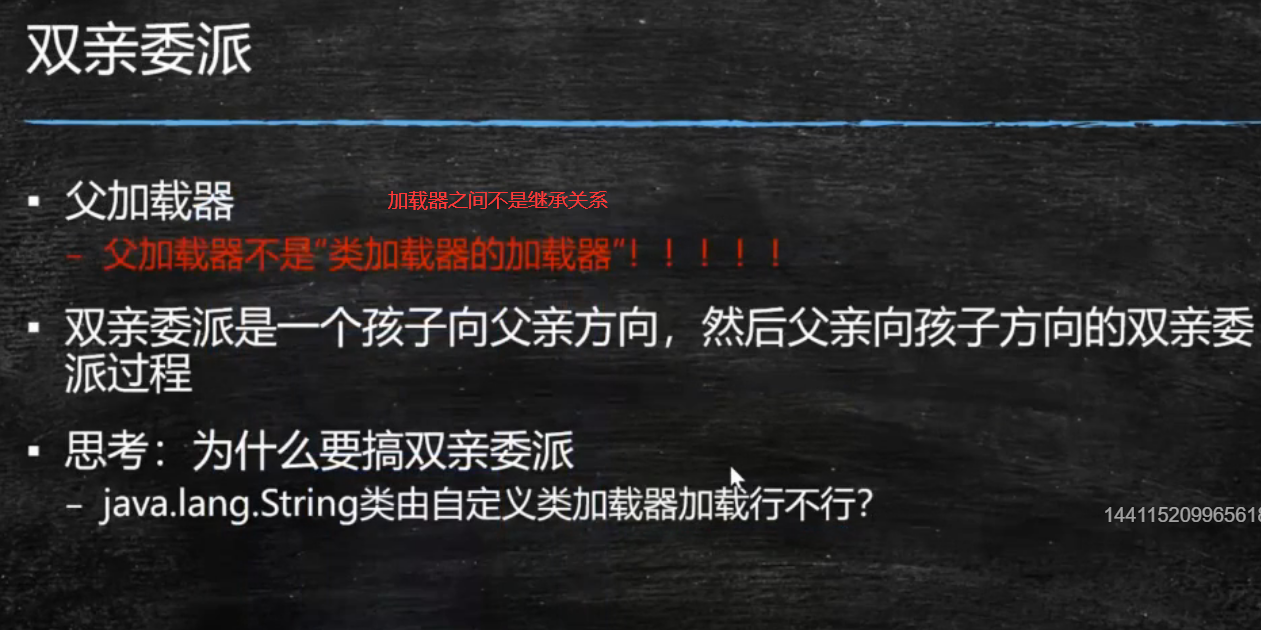 双亲委派
父加载器 加载器之间不是继承关系
– 父加载器不是"类加载器的加载器"！！！！！
双亲委派是一个孩子向父亲方向，然后父亲向孩子方向的双亲委
派过程
思考：为什么要搞双亲委派
– java.lang.String类由自定义类加载器加载行不行？